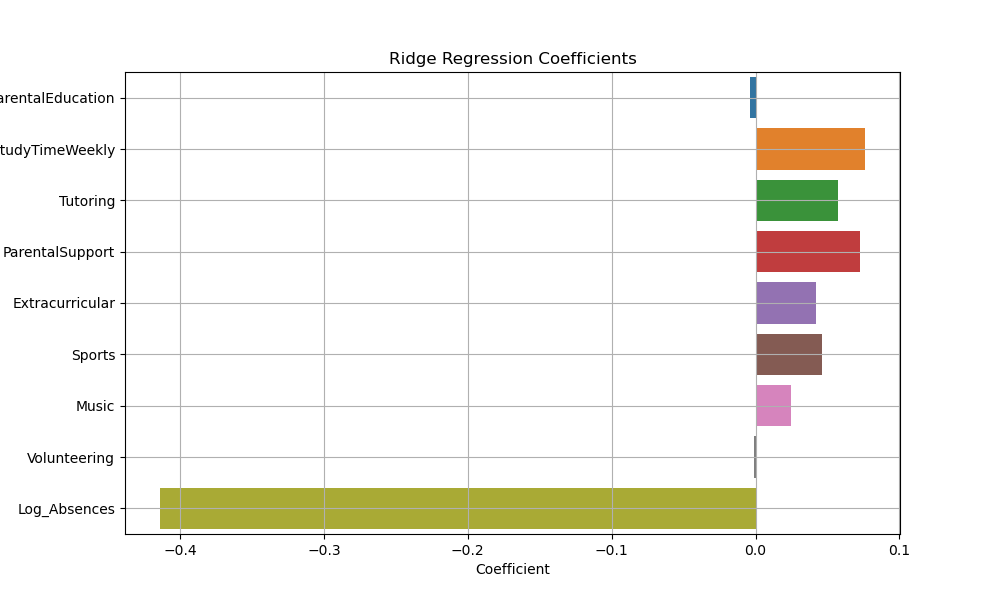 Ridge Regression Coefficients
arentalEducation
tudyTimeWeekly
Tutoring
ParentalSupport
Extracurricular
Sports
Music
Volunteering
Log_Absences
−0.4 −0.3 −0.2 −0.1 0.0 0.1
Coefficient